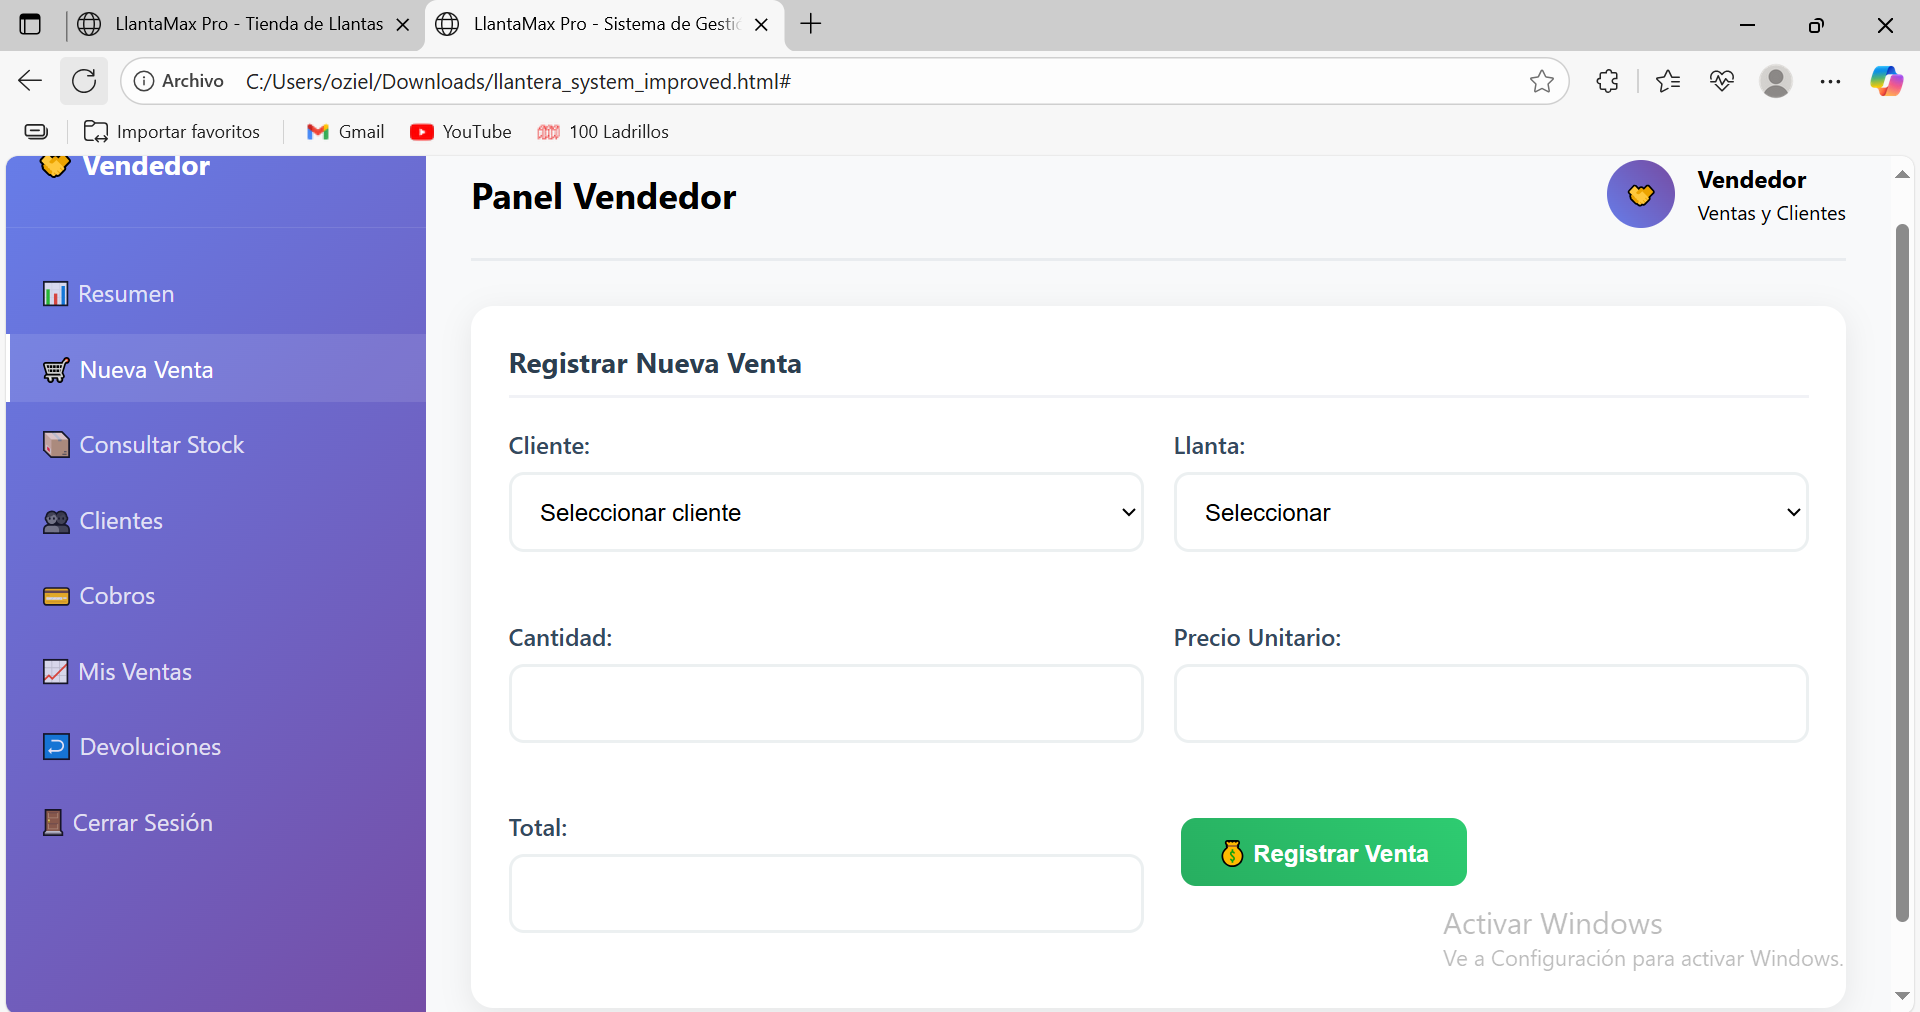 LlantaMax Pro - Tienda de Llantas
LlantaMax Pro - Sistema de Gesti
Archivo C:/Users/oziel/Downloads/llantera_system_improved.html#
Importar favoritos Gmail YouTube 100 Ladrillos
Vendedor
Resumen
Nueva Venta
Consultar Stock
Clientes
Cobros
Mis Ventas
Devoluciones
Cerrar Sesión
Panel Vendedor
Vendedor
Ventas y Clientes
Registrar Nueva Venta
Cliente:
Seleccionar cliente
Llanta:
Seleccionar
Cantidad:
Precio Unitario:
Total:
Registrar Venta
Activar Windows
Ve a Configuración para activar Windows.